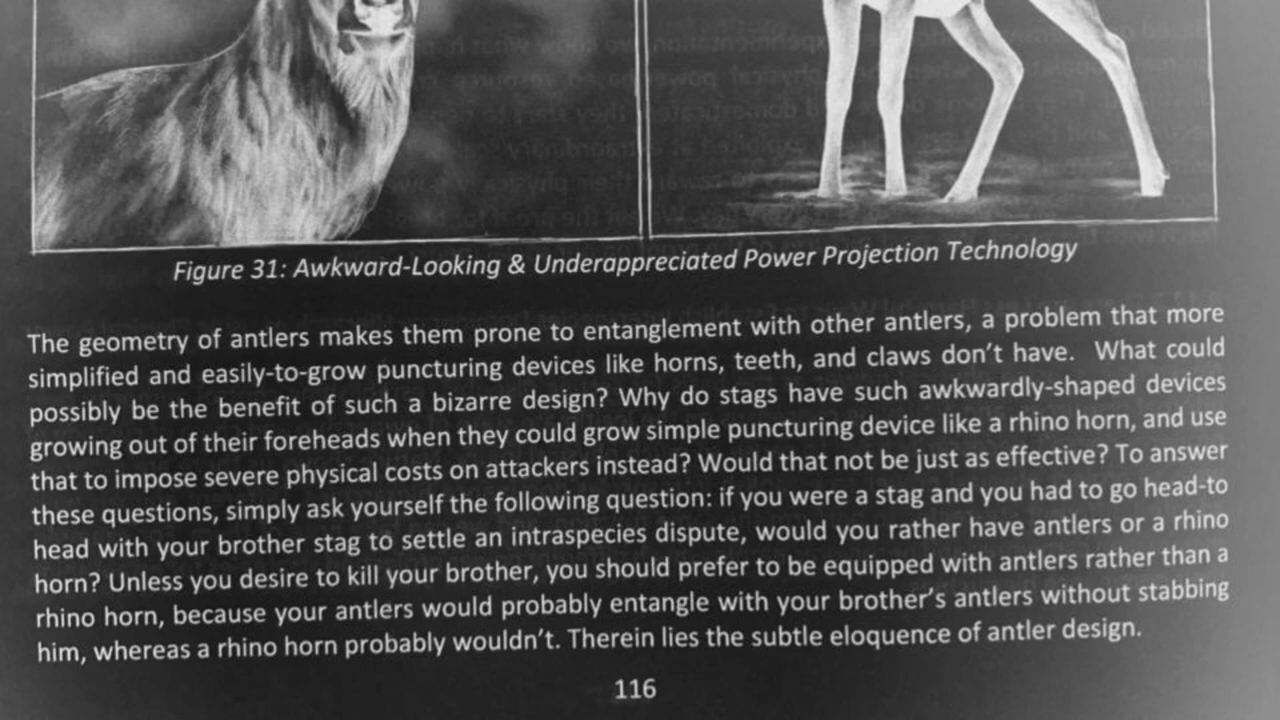 Figure 31: Awkward-Looking & Underappreciated Power Projection Technology
The geometry of antlers makes them prone to entanglement with other antlers, a problem that more
simplified and easily-to-grow puncturing devices like horns, teeth, and claws don't have. What could
possibly be the benefit of such a bizarre design? Why do stags have such awkwardly-shaped devices
growing out of their foreheads when they could grow simple puncturing device like a rhino horn, and use
that to impose severe physical costs on attackers instead? Would that not be just as effective? To answer
these questions, simply ask yourself the following question: if you were a stag and you had to go head-to
head with your brother stag to settle an intraspecies dispute, would you rather have antlers or a rhino
horn? Unless you desire to kill your brother, you should prefer to be equipped with antlers rather than a
rhino horn, because your antlers would probably entangle with your brother's antlers without stabbing
him, whereas a rhino horn probably wouldn't. Therein lies the subtle eloquence of antler design.
116